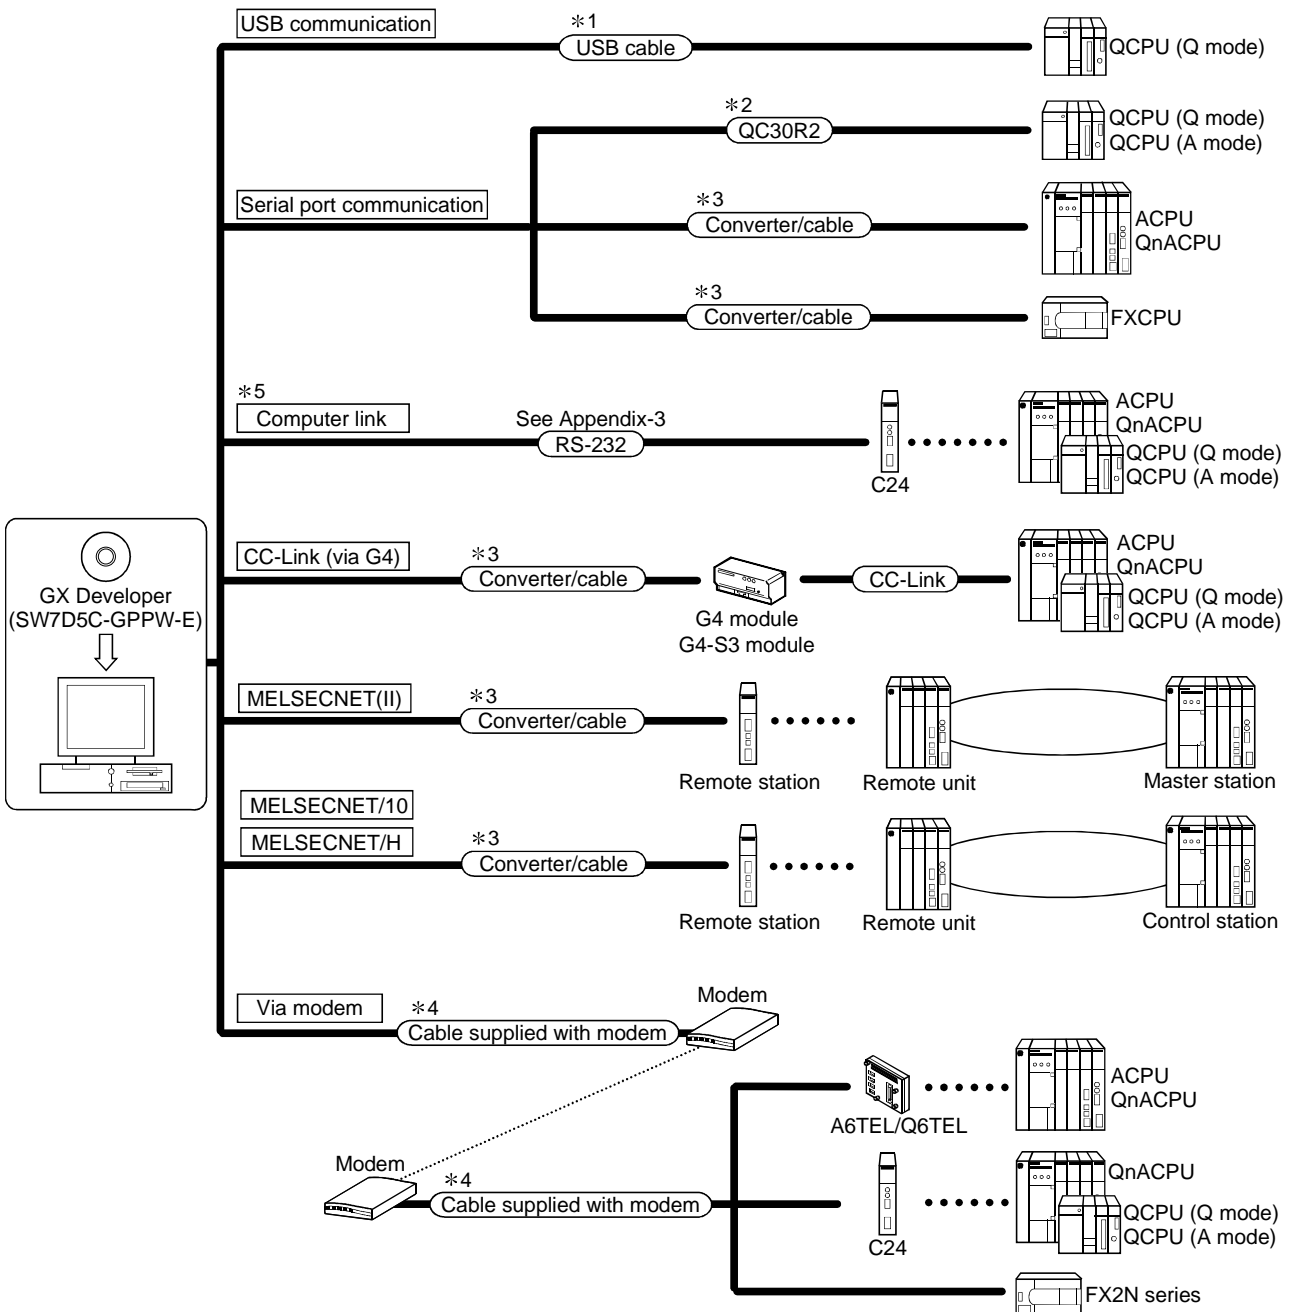 USB communication
*1
USB cable
QCPU (Q mode)
*2
QC30R2
QCPU (Q mode)
QCPU (A mode)
Serial port communication
*3
Converter/cable
ACPU
QnACPU
*3
Converter/cable
FXCPU
*5
Computer link
See Appendix-3
RS-232
C24
ACPU
QnACPU
QCPU (Q mode)
QCPU (A mode)
GX Developer
(SW7D5C-GPPW-E)
CC-Link (via G4)
*3
Converter/cable
G4 module
G4-S3 module
CC-Link
ACPU
QnACPU
QCPU (Q mode)
QCPU (A mode)
MELSECNET(II)
*3
Converter/cable
Remote station
Remote unit
Master station
MELSECNET/10
MELSECNET/H
*3
Converter/cable
Remote station
Remote unit
Control station
Via modem
*4
Cable supplied with modem
Modem
A6TEL/Q6TEL
ACPU
QnACPU
Modem
*4
Cable supplied with modem
C24
QnACPU
QCPU (Q mode)
QCPU (A mode)
FX2N series